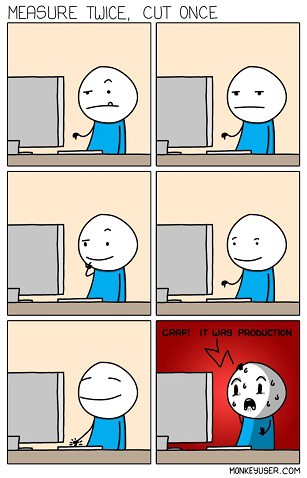 MEASURE TWICE, CUT ONCE
CRAP! IT WAS PRODUCTION
MONKEYUSER.COM